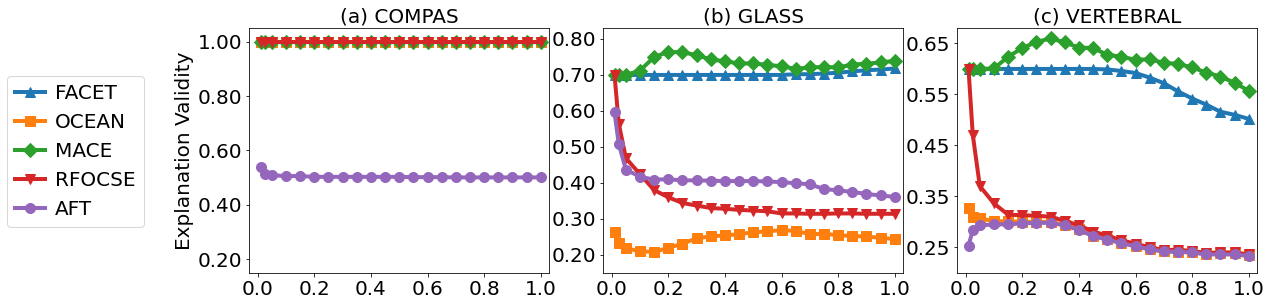 (a) COMPAS
(b) GLASS
(c) VERTEBRAL
FACET
OCEAN
MACE
RFOCSE
AFT
Explanation Validity
1.00
0.80
0.60
0.40
0.20
0.0 0.2 0.4 0.6 0.8 1.0
0.80
0.70
0.60
0.50
0.40
0.30
0.20
0.0 0.2 0.4 0.6 0.8 1.0
0.65
0.55
0.45
0.35
0.25
0.0 0.2 0.4 0.6 0.8 1.0